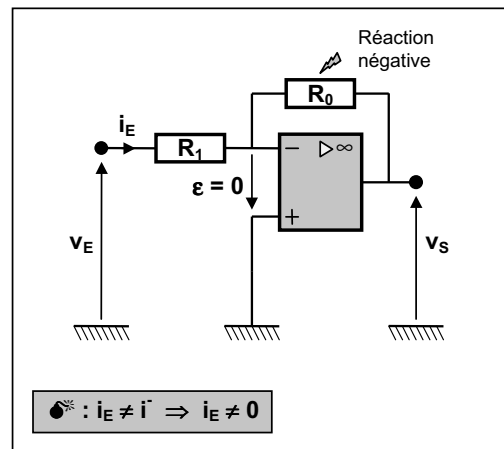 Réaction
négative
R₀
i_E
R₁
− ▷ ∞
ε = 0
+
v_E
v_S
: i_E ≠ i⁻ ⇒ i_E ≠ 0